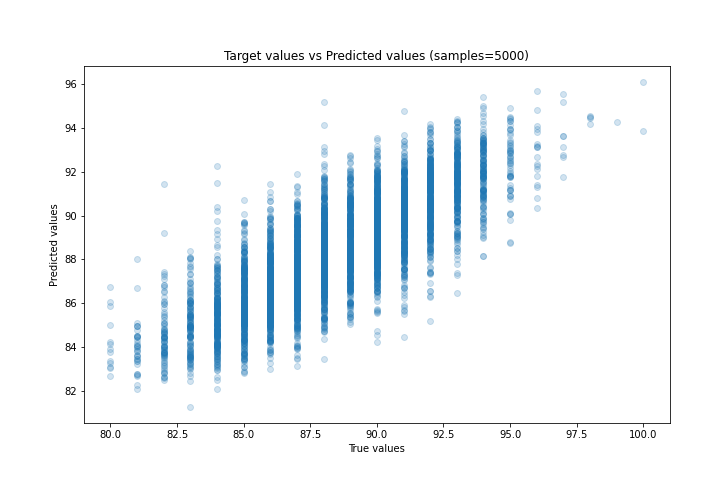 Target values vs Predicted values (samples=5000)
Predicted values
96
94
92
90
88
86
84
82
80.0 82.5 85.0 87.5 90.0 92.5 95.0 97.5 100.0
True values